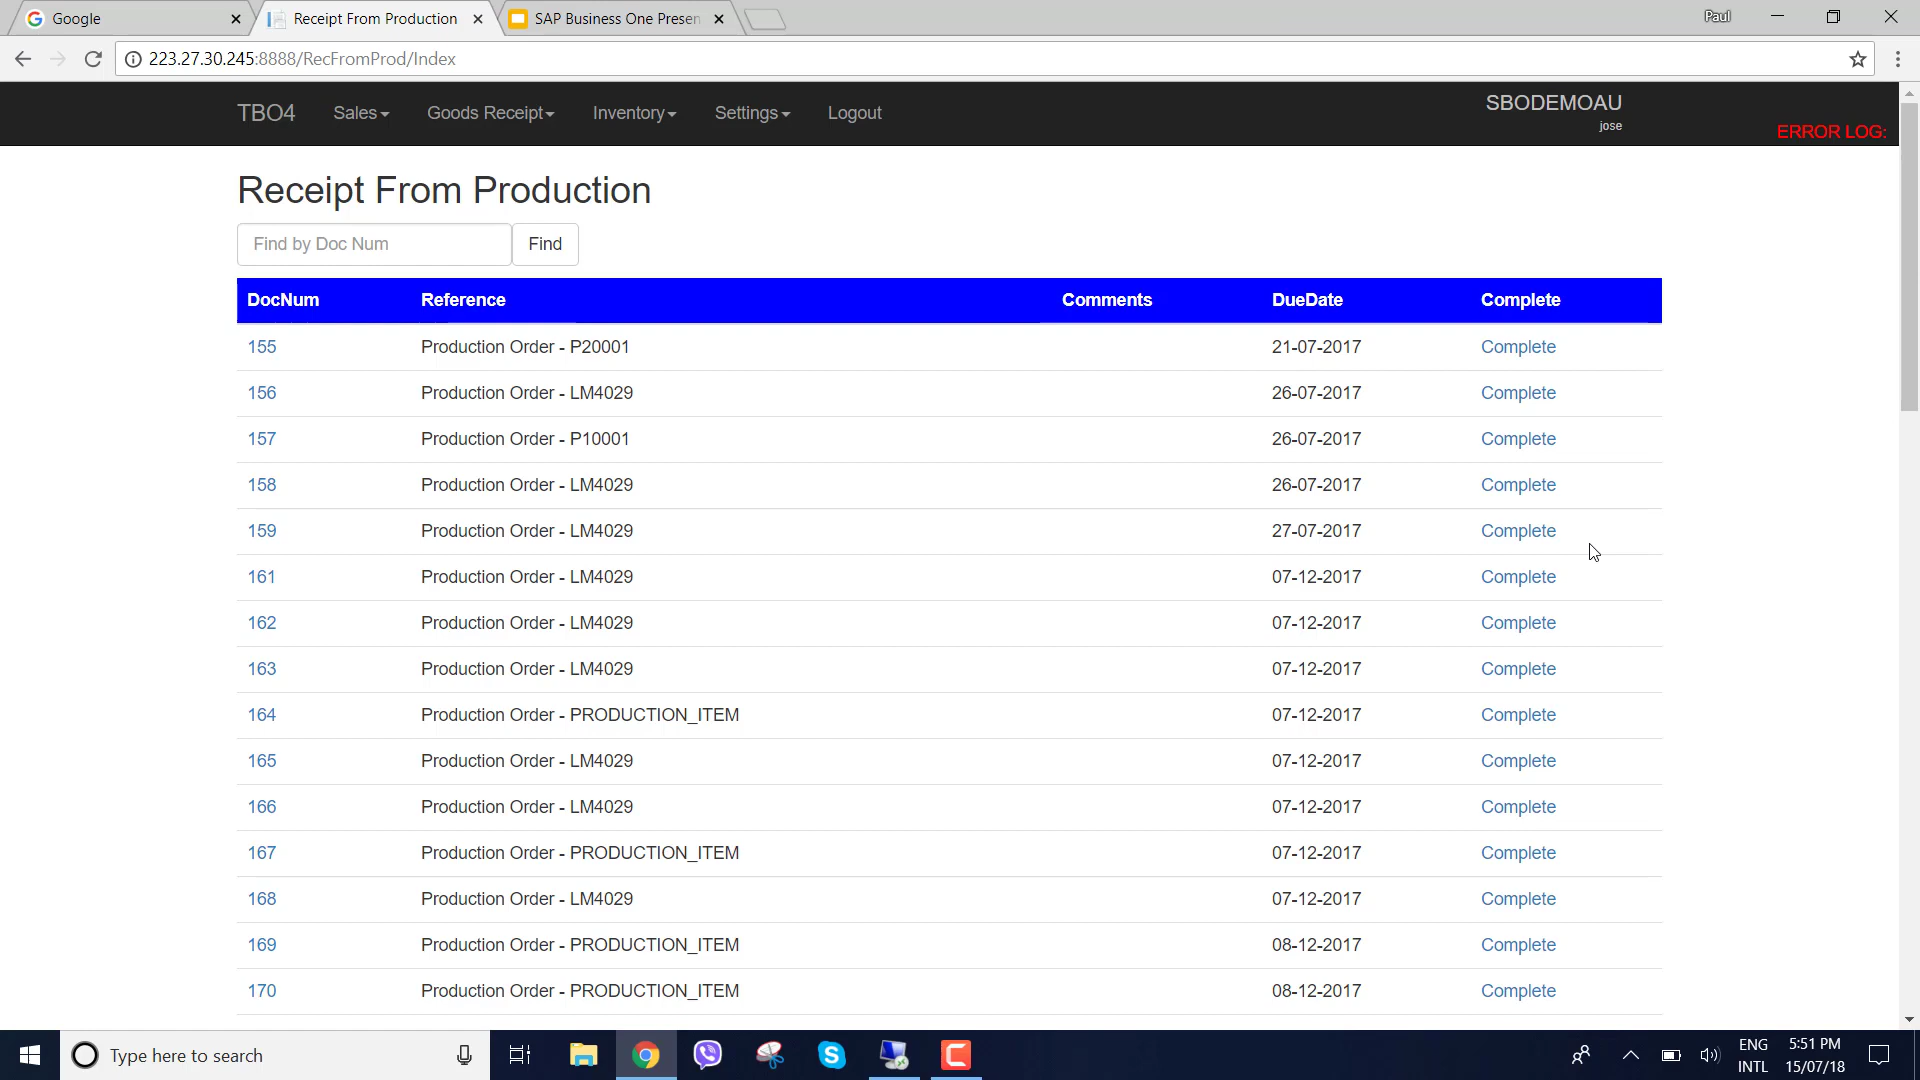 Google
Receipt From Production
SAP Business One Presen
Paul
223.27.30.245:8888/RecFromProd/Index
TBO4 Sales Goods Receipt Inventory Settings Logout
SBODEMOAU
jose
ERROR LOG:
Receipt From Production
Find by Doc Num Find
DocNum Reference Comments DueDate Complete
155 Production Order - P20001 21-07-2017 Complete
156 Production Order - LM4029 26-07-2017 Complete
157 Production Order - P10001 26-07-2017 Complete
158 Production Order - LM4029 26-07-2017 Complete
159 Production Order - LM4029 27-07-2017 Complete
161 Production Order - LM4029 07-12-2017 Complete
162 Production Order - LM4029 07-12-2017 Complete
163 Production Order - LM4029 07-12-2017 Complete
164 Production Order - PRODUCTION_ITEM 07-12-2017 Complete
165 Production Order - LM4029 07-12-2017 Complete
166 Production Order - LM4029 07-12-2017 Complete
167 Production Order - PRODUCTION_ITEM 07-12-2017 Complete
168 Production Order - LM4029 07-12-2017 Complete
169 Production Order - PRODUCTION_ITEM 08-12-2017 Complete
170 Production Order - PRODUCTION_ITEM 08-12-2017 Complete
Type here to search
ENG 5:51 PM
INTL 15/07/18